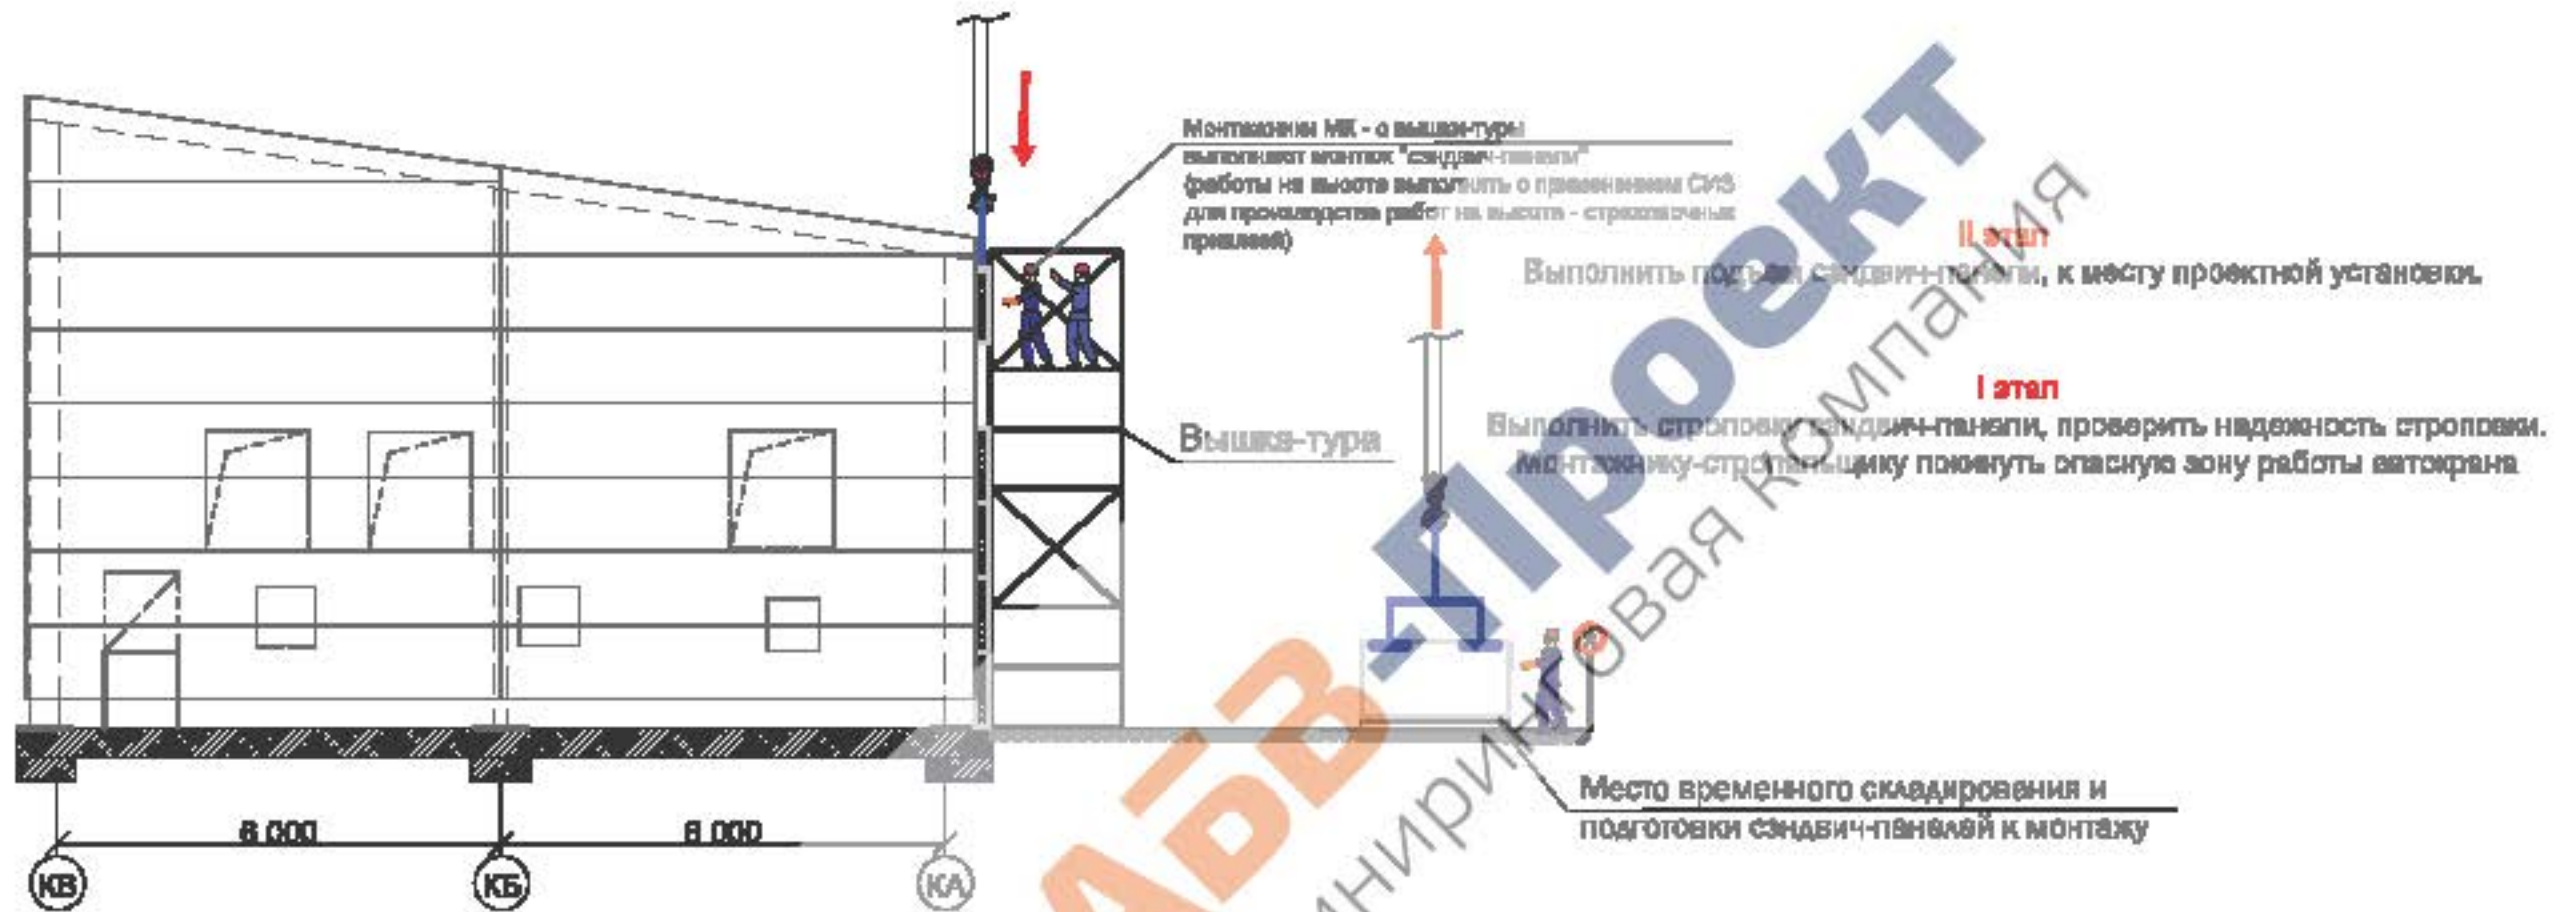 Монтажники МК - с вышки-туры
выполняют монтаж "сэндвич-панели"
(работы на высоте выполнять с применением СИЗ
для производства работ на высоте - страховочных
привязей)
II этап
Выполнить подъем сэндвич-панели, к месту проектной установки.
I этап
Выполнить строповку сэндвич-панели, проверить надежность строповки.
Монтажнику-стропальщику покинуть опасную зону работы автокрана
Вышка-тура
Место временного складирования и
подготовки сэндвич-панелей к монтажу
6 000 6 000
КВ КБ КА
АБВ-Проект
компания